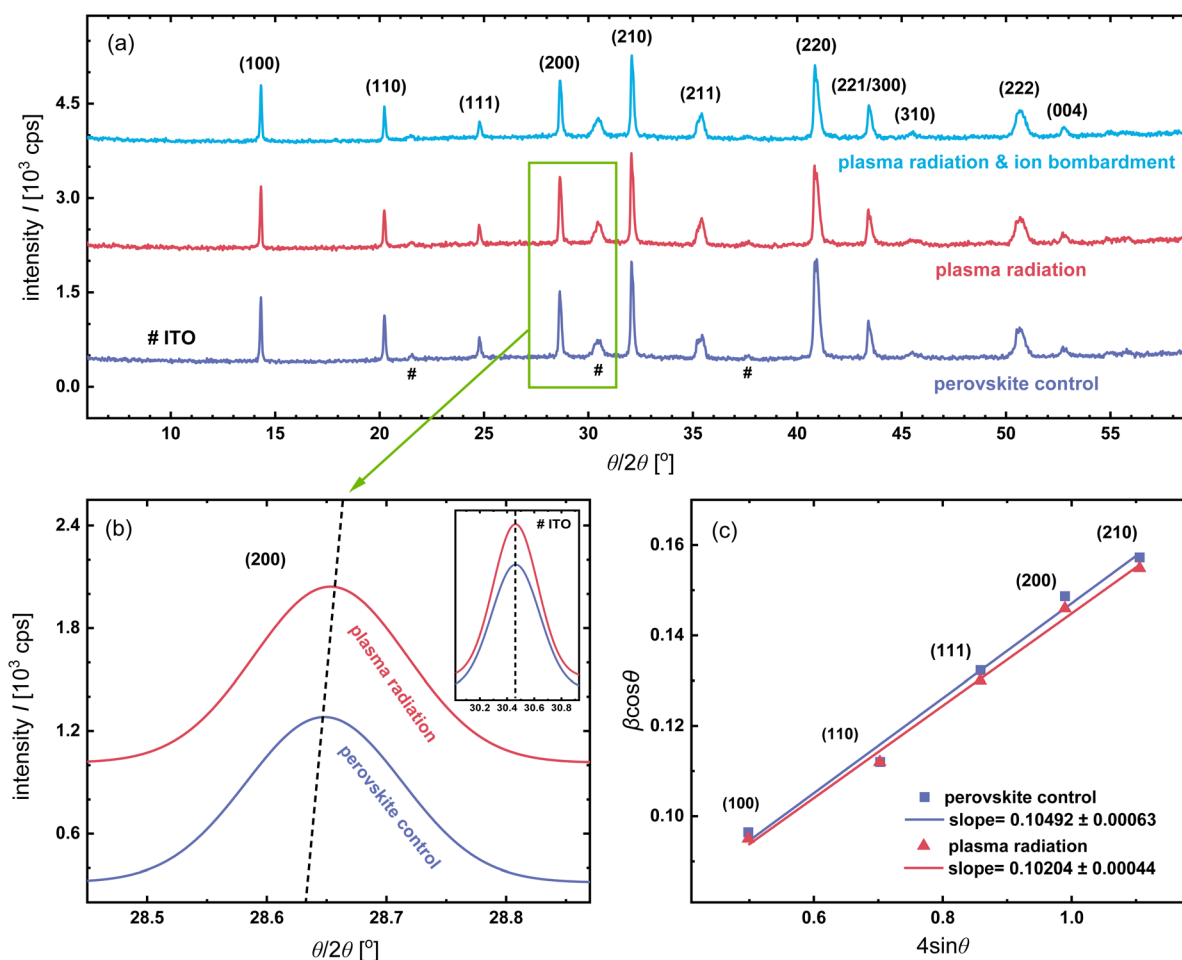 (a)
(100)
(110)
(111)
(200)
(210)
(211)
(220)
(221/300)
(310)
(222)
(004)
plasma radiation & ion bombardment
plasma radiation
perovskite control
# ITO
#
#
#
intensity I [10³ cps]
4.5
3.0
1.5
0.0
10
15
20
25
30
35
40
45
50
55
θ/2θ [°]
(b)
(200)
plasma radiation
perovskite control
intensity I [10³ cps]
2.4
1.8
1.2
0.6
28.5
28.6
28.7
28.8
θ/2θ [°]
# ITO
30.2
30.4
30.6
30.8
(c)
(100)
(110)
(111)
(200)
(210)
βcosθ
0.16
0.14
0.12
0.10
0.6
0.8
1.0
4sinθ
perovskite control
slope= 0.10492 ± 0.00063
plasma radiation
slope= 0.10204 ± 0.00044